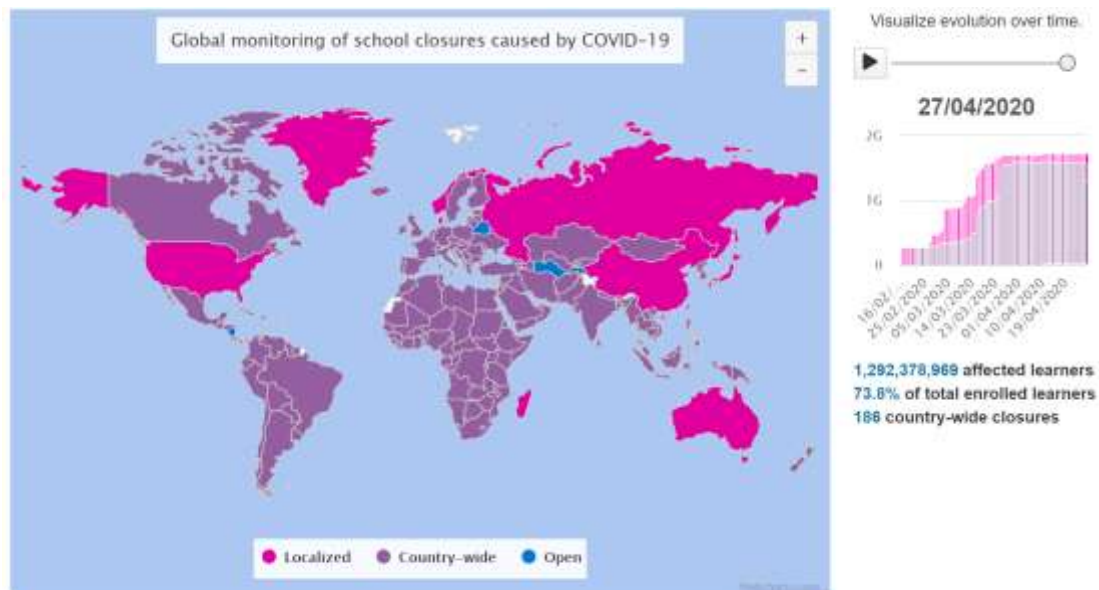 Global monitoring of school closures caused by COVID-19
+
−
Localized
Country-wide
Open
Visualize evolution over time.
27/04/2020
2G
1G
0
16/02/...
25/02/2020
05/03/2020
14/03/2020
23/03/2020
01/04/2020
10/04/2020
19/04/2020
1,292,378,969 affected learners
73.8% of total enrolled learners
186 country-wide closures